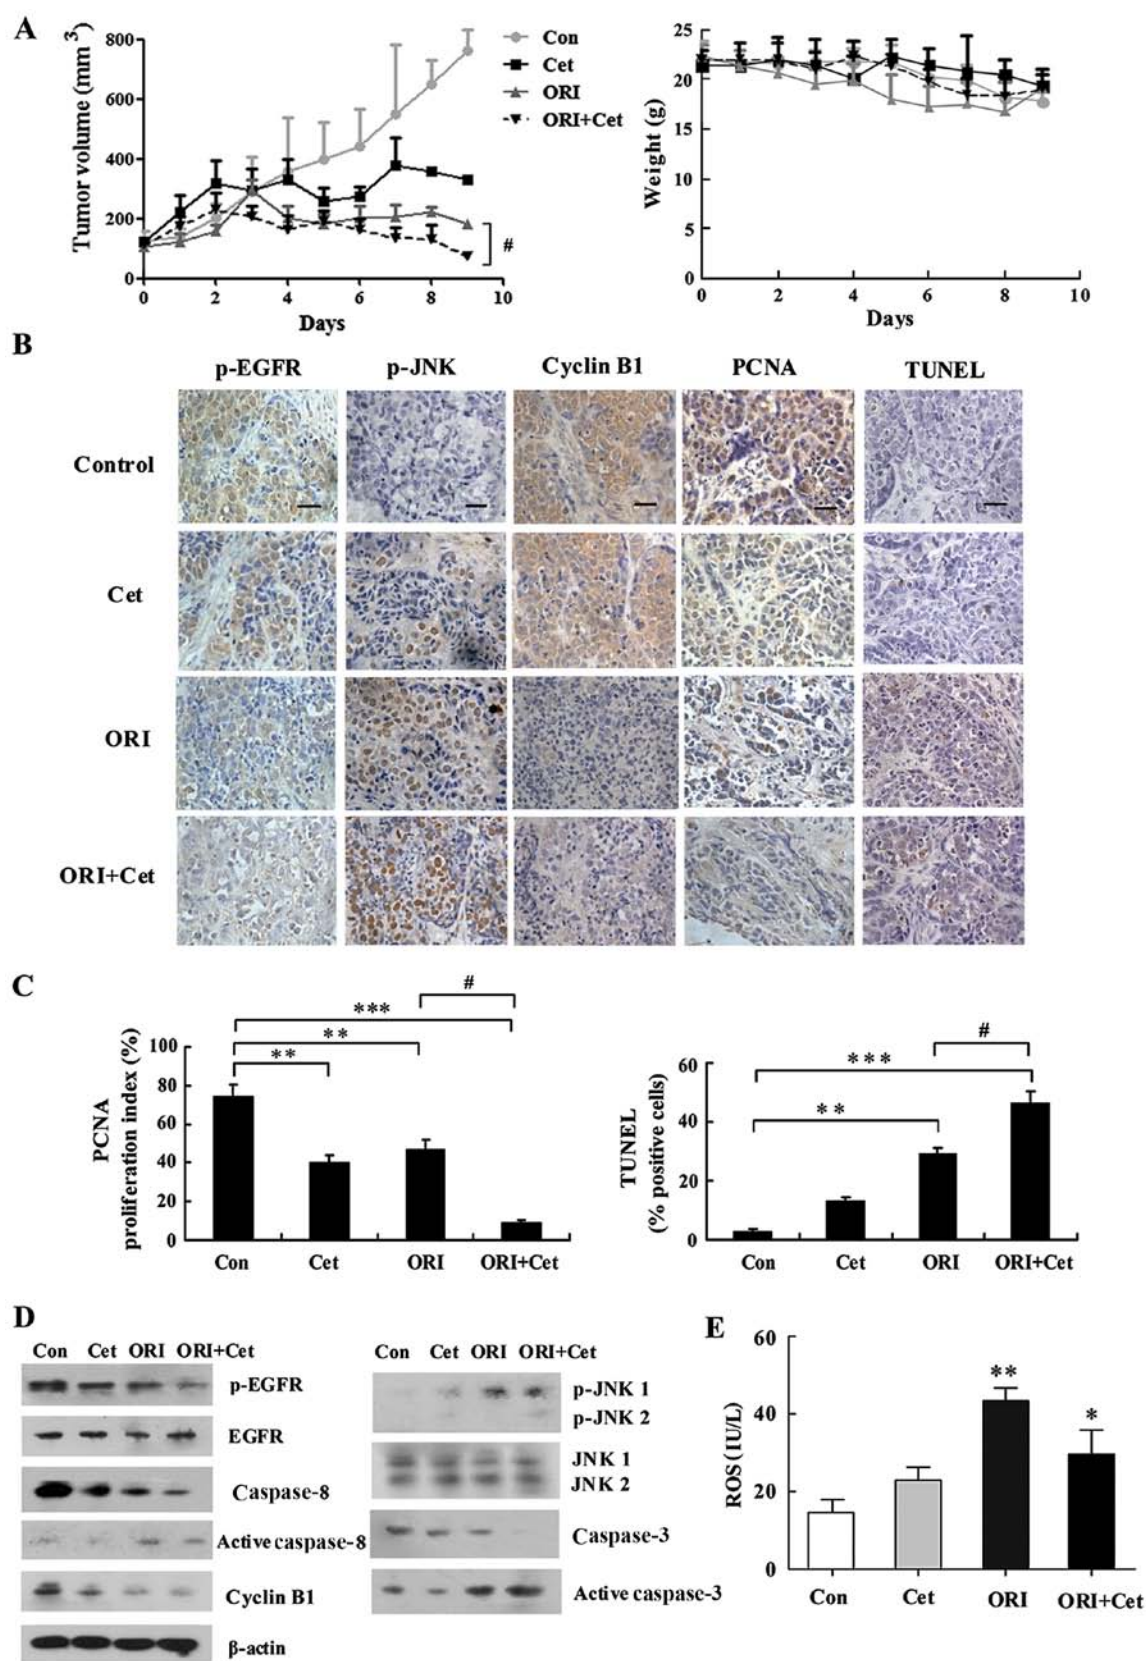 A
Tumor volume (mm3)
800
600
400
200
0
0 2 4 6 8 10
Days
Con
Cet
ORI
ORI+Cet
#
Weight (g)
25
20
15
10
5
0
0 2 4 6 8 10
Days
B
p-EGFR p-JNK Cyclin B1 PCNA TUNEL
Control
Cet
ORI
ORI+Cet
C
PCNA
proliferation index (%)
100
80
60
40
20
0
#
***
**
**
Con Cet ORI ORI+Cet
TUNEL
(% positive cells)
60
40
20
0
#
***
**
Con Cet ORI ORI+Cet
D
Con Cet ORI ORI+Cet
p-EGFR
EGFR
Caspase-8
Active caspase-8
Cyclin B1
β-actin
Con Cet ORI ORI+Cet
p-JNK 1
p-JNK 2
JNK 1
JNK 2
Caspase-3
Active caspase-3
E
ROS (IU/L)
60
40
20
0
**
*
Con Cet ORI ORI+Cet